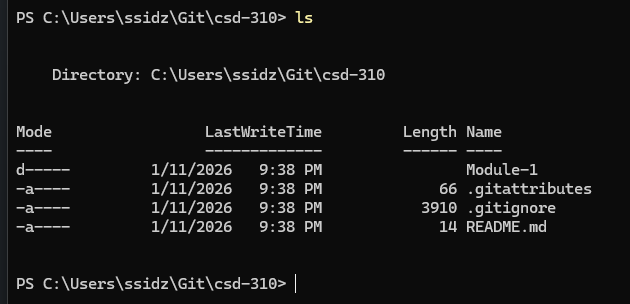 PS C:\Users\ssidz\Git\csd-310> ls
Directory: C:\Users\ssidz\Git\csd-310
Mode LastWriteTime Length Name
---- ------------- ------ ----
d----- 1/11/2026 9:38 PM Module-1
-a---- 1/11/2026 9:38 PM 66 .gitattributes
-a---- 1/11/2026 9:38 PM 3910 .gitignore
-a---- 1/11/2026 9:38 PM 14 README.md
PS C:\Users\ssidz\Git\csd-310>